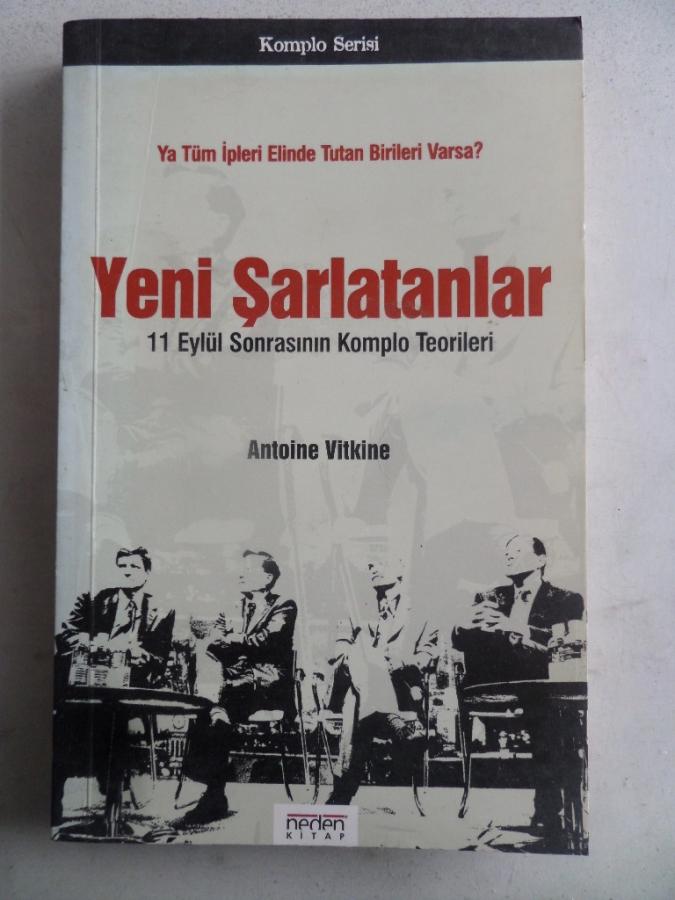 Komplo Serisi
Ya Tüm İpleri Elinde Tutan Birileri Varsa?
Yeni Şarlatanlar
11 Eylül Sonrasının Komplo Teorileri
Antoine Vitkine
neden
KİTAP